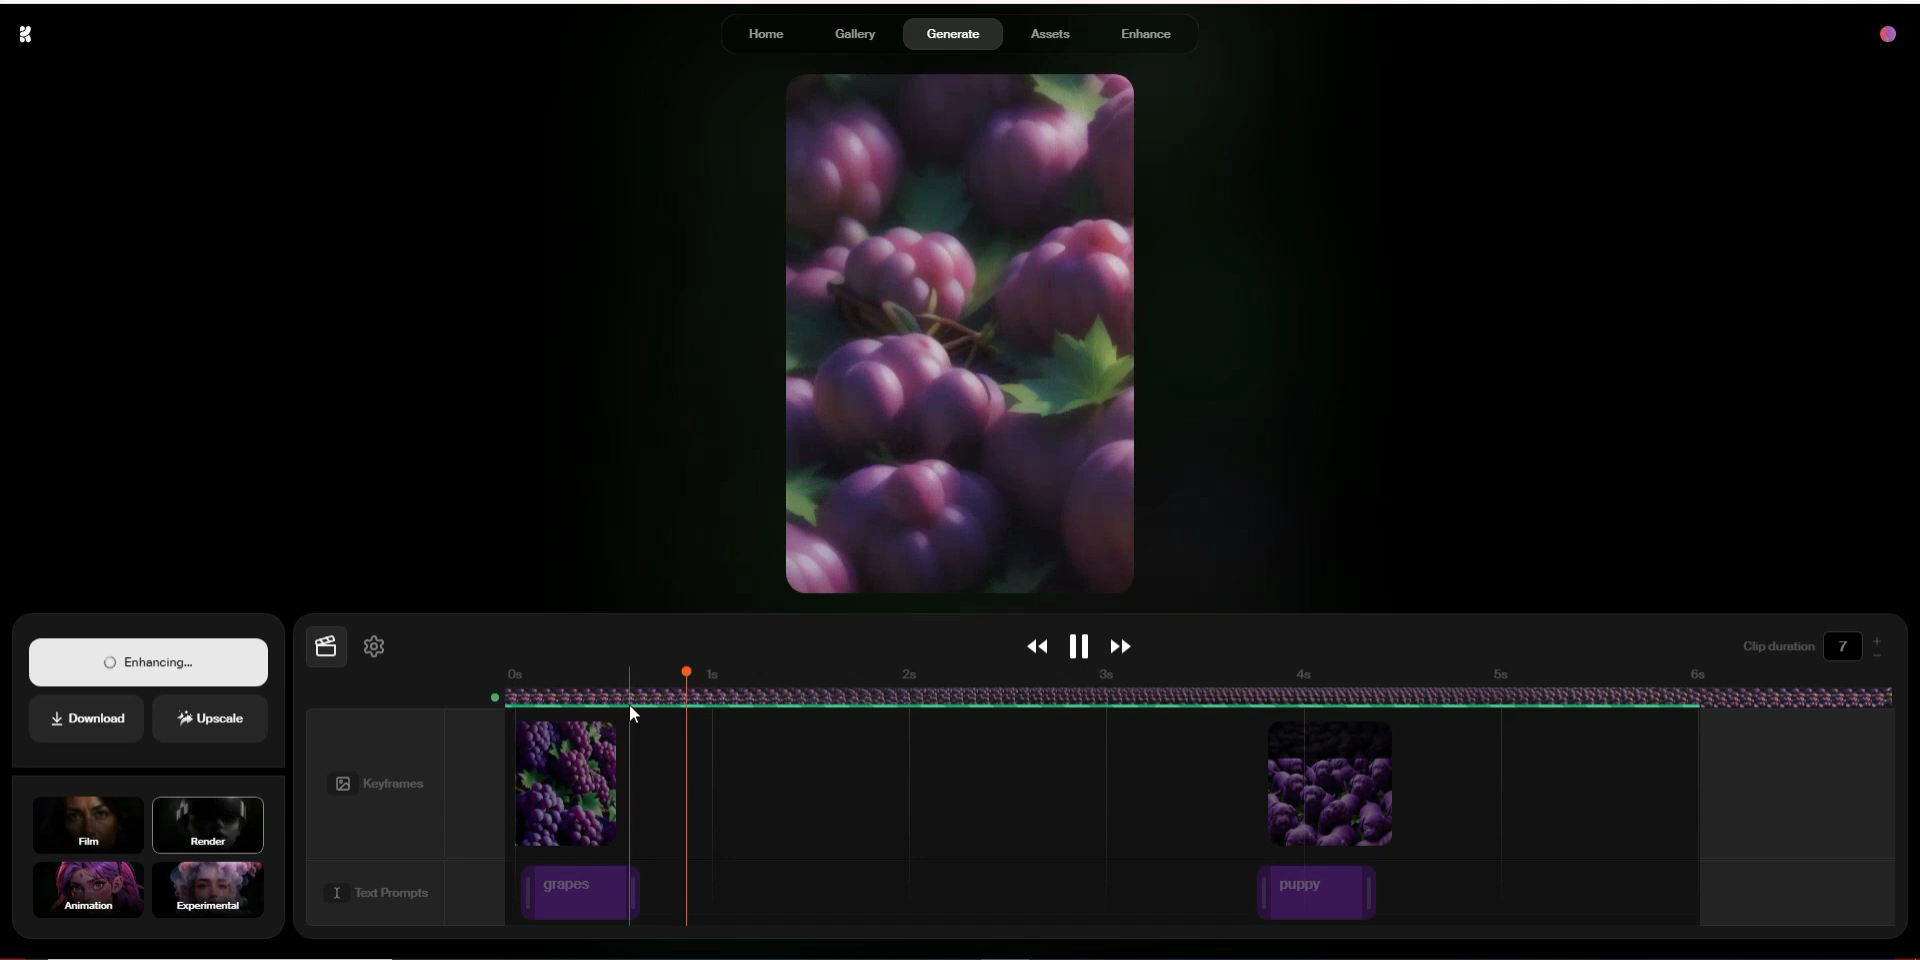 Home Gallery Generate Assets Enhance
Enhancing...
Download Upscale
Clip duration 7
0s 1s 2s 3s 4s 5s 6s
Keyframes
Film Render
Animation Experimental
Text Prompts
grapes puppy